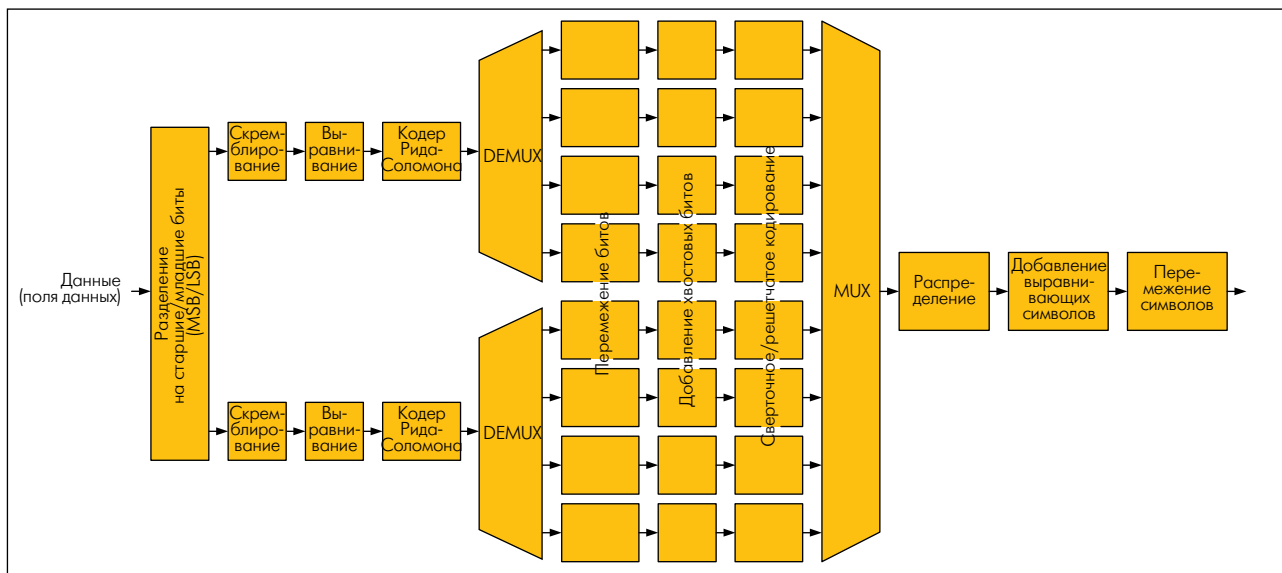 Данные
(поля данных)
Разделение
на старшие/младшие биты
(MSB/LSB)
Скрем-
блиро-
вание
Вы-
равни-
вание
Кодер
Рида-
Соломона
DEMUX
Скрем-
блиро-
вание
Вы-
равни-
вание
Кодер
Рида-
Соломона
DEMUX
Перемежение битов
Добавление хвостовых битов
Сверточное/решетчатое кодирование
MUX
Распре-
деление
Добавление
выравни-
вающих
символов
Пере-
межение
символов